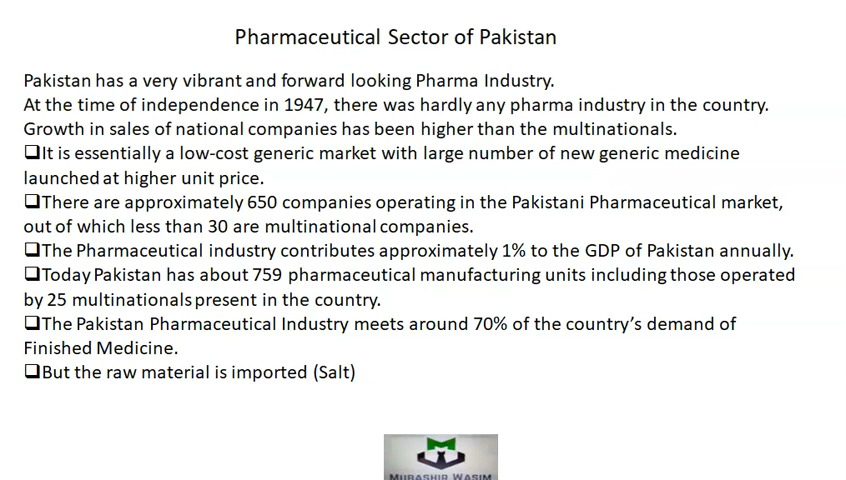 Pharmaceutical Sector of Pakistan
Pakistan has a very vibrant and forward looking Pharma Industry.
At the time of independence in 1947, there was hardly any pharma industry in the country.
Growth in sales of national companies has been higher than the multinationals.
❑It is essentially a low-cost generic market with large number of new generic medicine
launched at higher unit price.
❑There are approximately 650 companies operating in the Pakistani Pharmaceutical market,
out of which less than 30 are multinational companies.
❑The Pharmaceutical industry contributes approximately 1% to the GDP of Pakistan annually.
❑Today Pakistan has about 759 pharmaceutical manufacturing units including those operated
by 25 multinationals present in the country.
❑The Pakistan Pharmaceutical Industry meets around 70% of the country’s demand of
Finished Medicine.
❑But the raw material is imported (Salt)
MUBASHIR WASIM